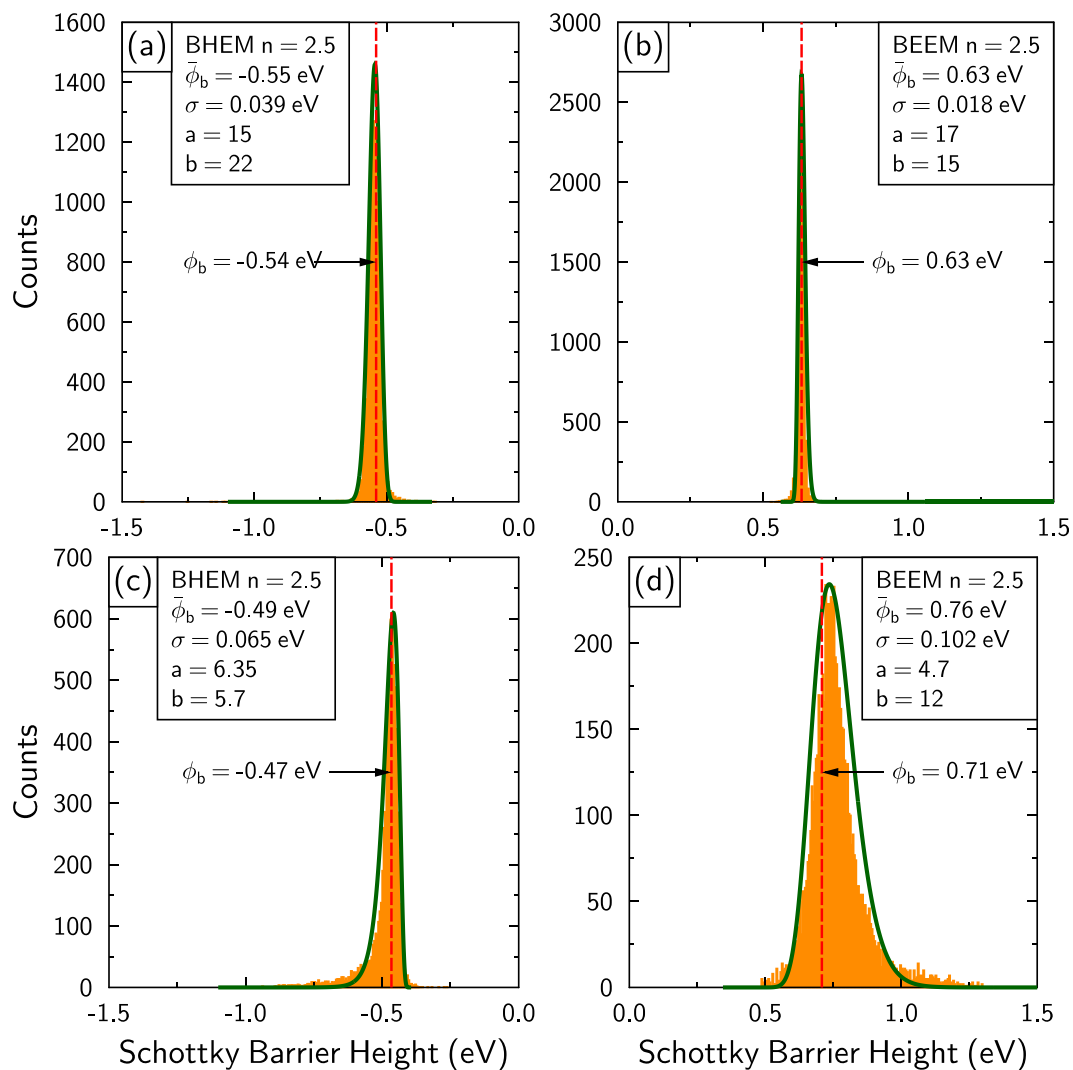 (a)
BHEM n = 2.5
ϕ̄b = -0.55 eV
σ = 0.039 eV
a = 15
b = 22
ϕb = -0.54 eV
Counts
1600
1400
1200
1000
800
600
400
200
0
-1.5
-1.0
-0.5
0.0
(b)
BEEM n = 2.5
ϕ̄b = 0.63 eV
σ = 0.018 eV
a = 17
b = 15
ϕb = 0.63 eV
3000
2500
2000
1500
1000
500
0
0.0
0.5
1.0
1.5
(c)
BHEM n = 2.5
ϕ̄b = -0.49 eV
σ = 0.065 eV
a = 6.35
b = 5.7
ϕb = -0.47 eV
Counts
700
600
500
400
300
200
100
0
-1.5
-1.0
-0.5
0.0
Schottky Barrier Height (eV)
(d)
BEEM n = 2.5
ϕ̄b = 0.76 eV
σ = 0.102 eV
a = 4.7
b = 12
ϕb = 0.71 eV
250
200
150
100
50
0
0.0
0.5
1.0
1.5
Schottky Barrier Height (eV)